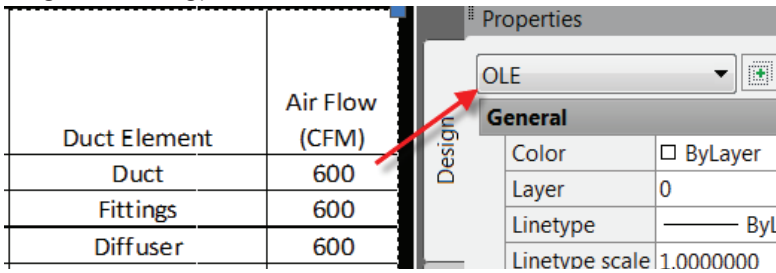 Duct Element Air Flow (CFM)
Duct 600
Fittings 600
Diffuser 600
Properties
OLE
Design
General
Color ByLayer
Layer 0
Linetype
Linetype scale 1.0000000